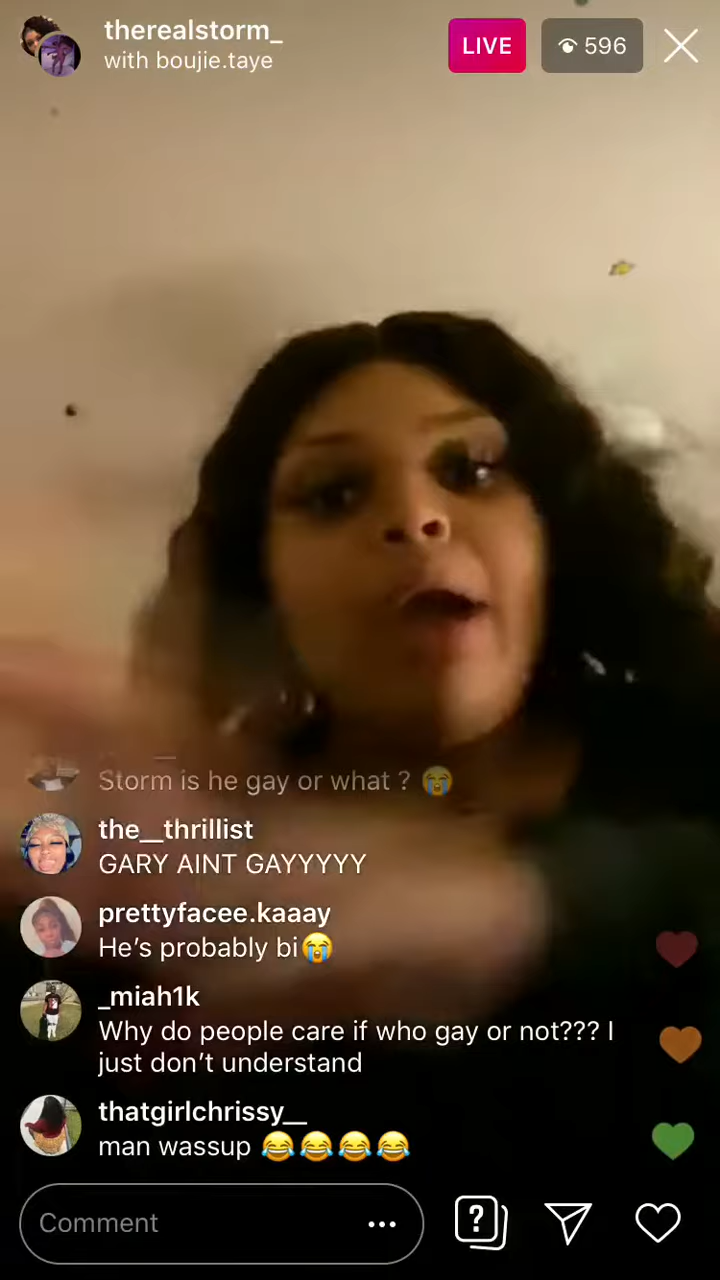 therealstorm_
with boujie.taye
LIVE
596
Storm is he gay or what ? 😭
the__thrillist
GARY AINT GAYYYYY
prettyfacee.kaaay
He's probably bi😭
_miah1k
Why do people care if who gay or not??? I
just don't understand
thatgirlchrissy__
man wassup 😂😂😂😂
Comment